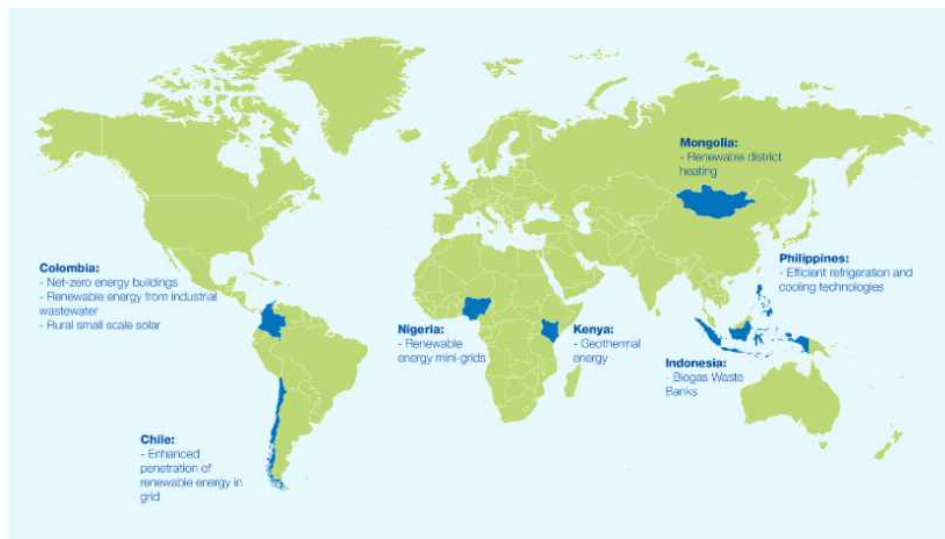 Mongolia:
- Renewable district
heating
Colombia:
- Net-zero energy buildings
- Renewable energy from industrial
wastewater
- Rural small scale solar
Philippines:
- Efficient refrigeration and
cooling technologies
Nigeria:
- Renewable
energy mini-grids
Kenya:
- Geothermal
energy
Indonesia:
- Biogas Waste
Banks
Chile:
- Enhanced
penetration of
renewable energy in
grid